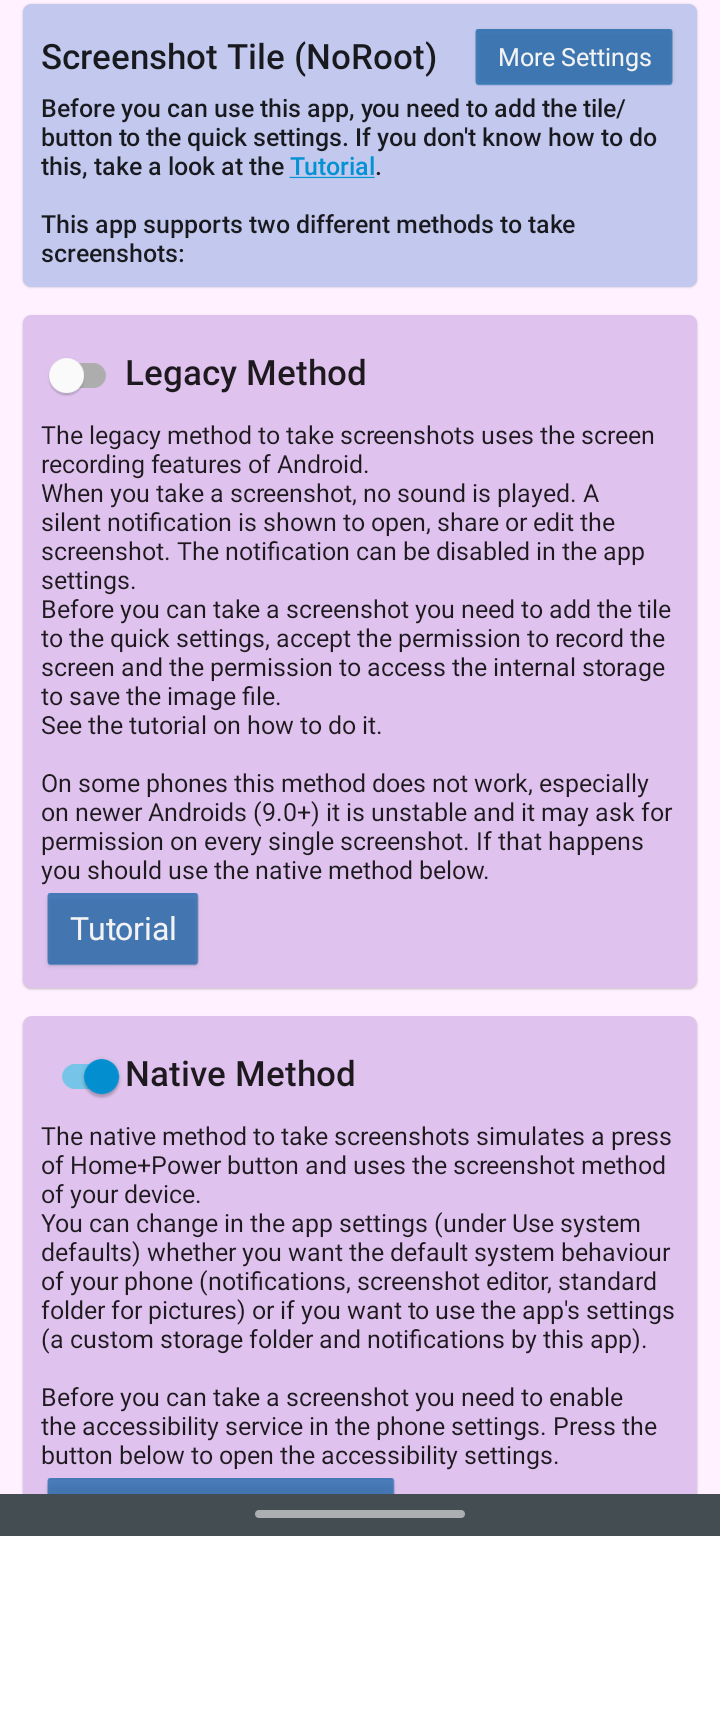 Screenshot Tile (NoRoot)
More Settings
Before you can use this app, you need to add the tile/
button to the quick settings. If you don't know how to do
this, take a look at the Tutorial.
This app supports two different methods to take
screenshots:
Legacy Method
The legacy method to take screenshots uses the screen
recording features of Android.
When you take a screenshot, no sound is played. A
silent notification is shown to open, share or edit the
screenshot. The notification can be disabled in the app
settings.
Before you can take a screenshot you need to add the tile
to the quick settings, accept the permission to record the
screen and the permission to access the internal storage
to save the image file.
See the tutorial on how to do it.
On some phones this method does not work, especially
on newer Androids (9.0+) it is unstable and it may ask for
permission on every single screenshot. If that happens
you should use the native method below.
Tutorial
Native Method
The native method to take screenshots simulates a press
of Home+Power button and uses the screenshot method
of your device.
You can change in the app settings (under Use system
defaults) whether you want the default system behaviour
of your phone (notifications, screenshot editor, standard
folder for pictures) or if you want to use the app's settings
(a custom storage folder and notifications by this app).
Before you can take a screenshot you need to enable
the accessibility service in the phone settings. Press the
button below to open the accessibility settings.